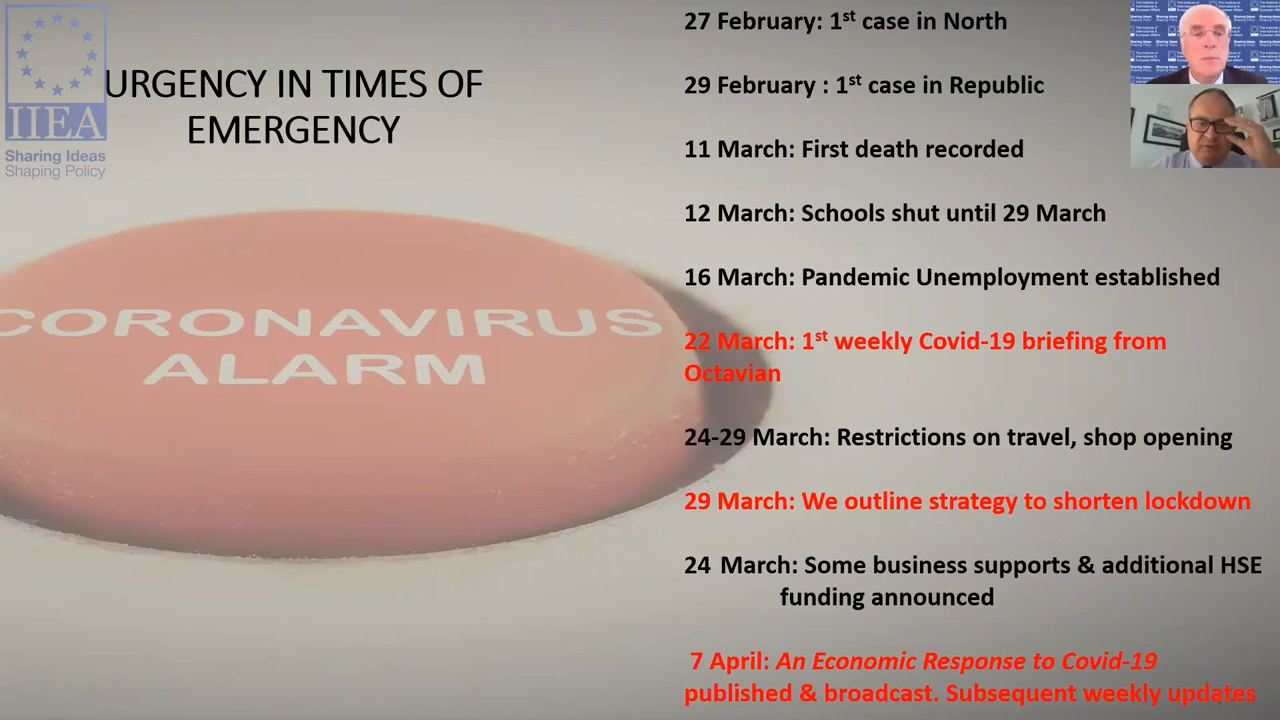 IIEA
Sharing Ideas
Shaping Policy
URGENCY IN TIMES OF
EMERGENCY
CORONAVIRUS
ALARM
27 February: 1st case in North
29 February : 1st case in Republic
11 March: First death recorded
12 March: Schools shut until 29 March
16 March: Pandemic Unemployment established
22 March: 1st weekly Covid-19 briefing from
Octavian
24-29 March: Restrictions on travel, shop opening
29 March: We outline strategy to shorten lockdown
24 March: Some business supports & additional HSE
funding announced
7 April: An Economic Response to Covid-19
published & broadcast. Subsequent weekly updates
Sharing Ideas